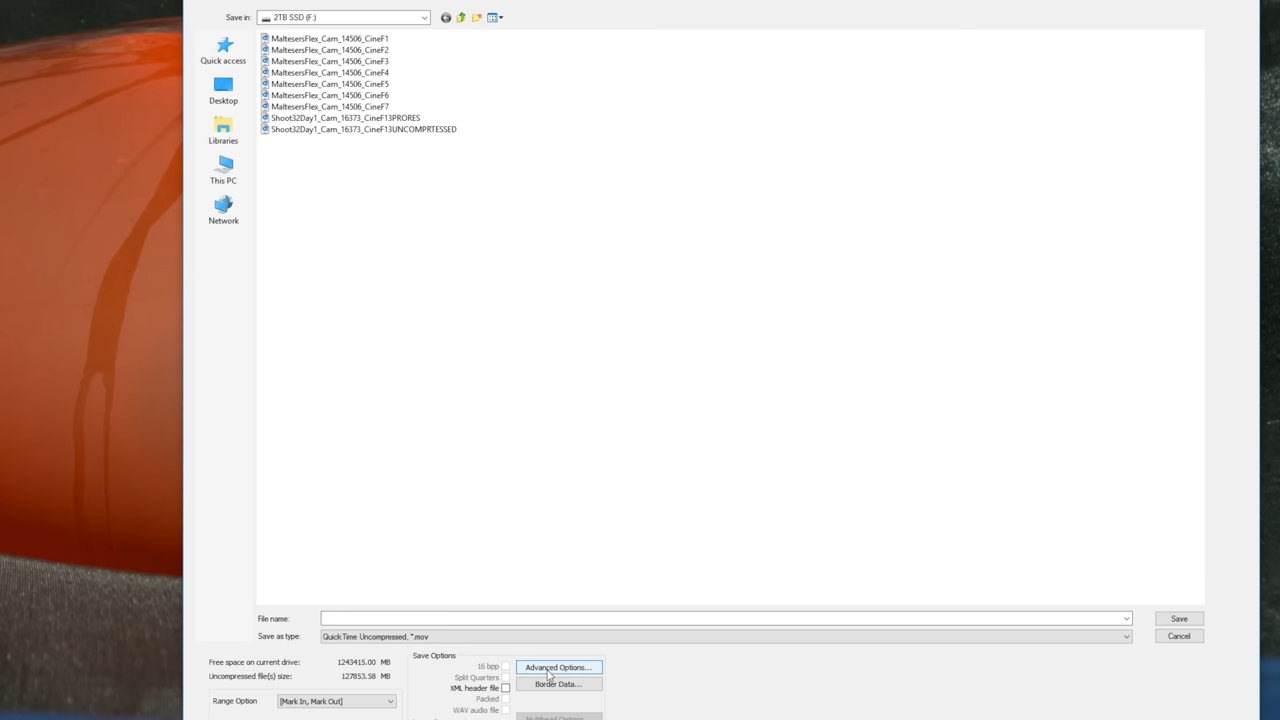 Save in: 2TB SSD (F:)
MaltesersFlex_Cam_14506_CineF1
MaltesersFlex_Cam_14506_CineF2
MaltesersFlex_Cam_14506_CineF3
MaltesersFlex_Cam_14506_CineF4
MaltesersFlex_Cam_14506_CineF5
MaltesersFlex_Cam_14506_CineF6
MaltesersFlex_Cam_14506_CineF7
Shoot32Day1_Cam_16373_CineF13PRORES
Shoot32Day1_Cam_16373_CineF13UNCOMPRTESSED
Quick access
Desktop
Libraries
This PC
Network
File name: Save
Save as type: QuickTime Uncompressed, *.mov Cancel
Free space on current drive: 1243415.00 MB
Uncompressed file(s) size: 127853.58 MB
Range Option [Mark In, Mark Out]
Save Options
16 bpp Advanced Options...
Split Quarters
XML header file Border Data...
Packed
WAV audio file